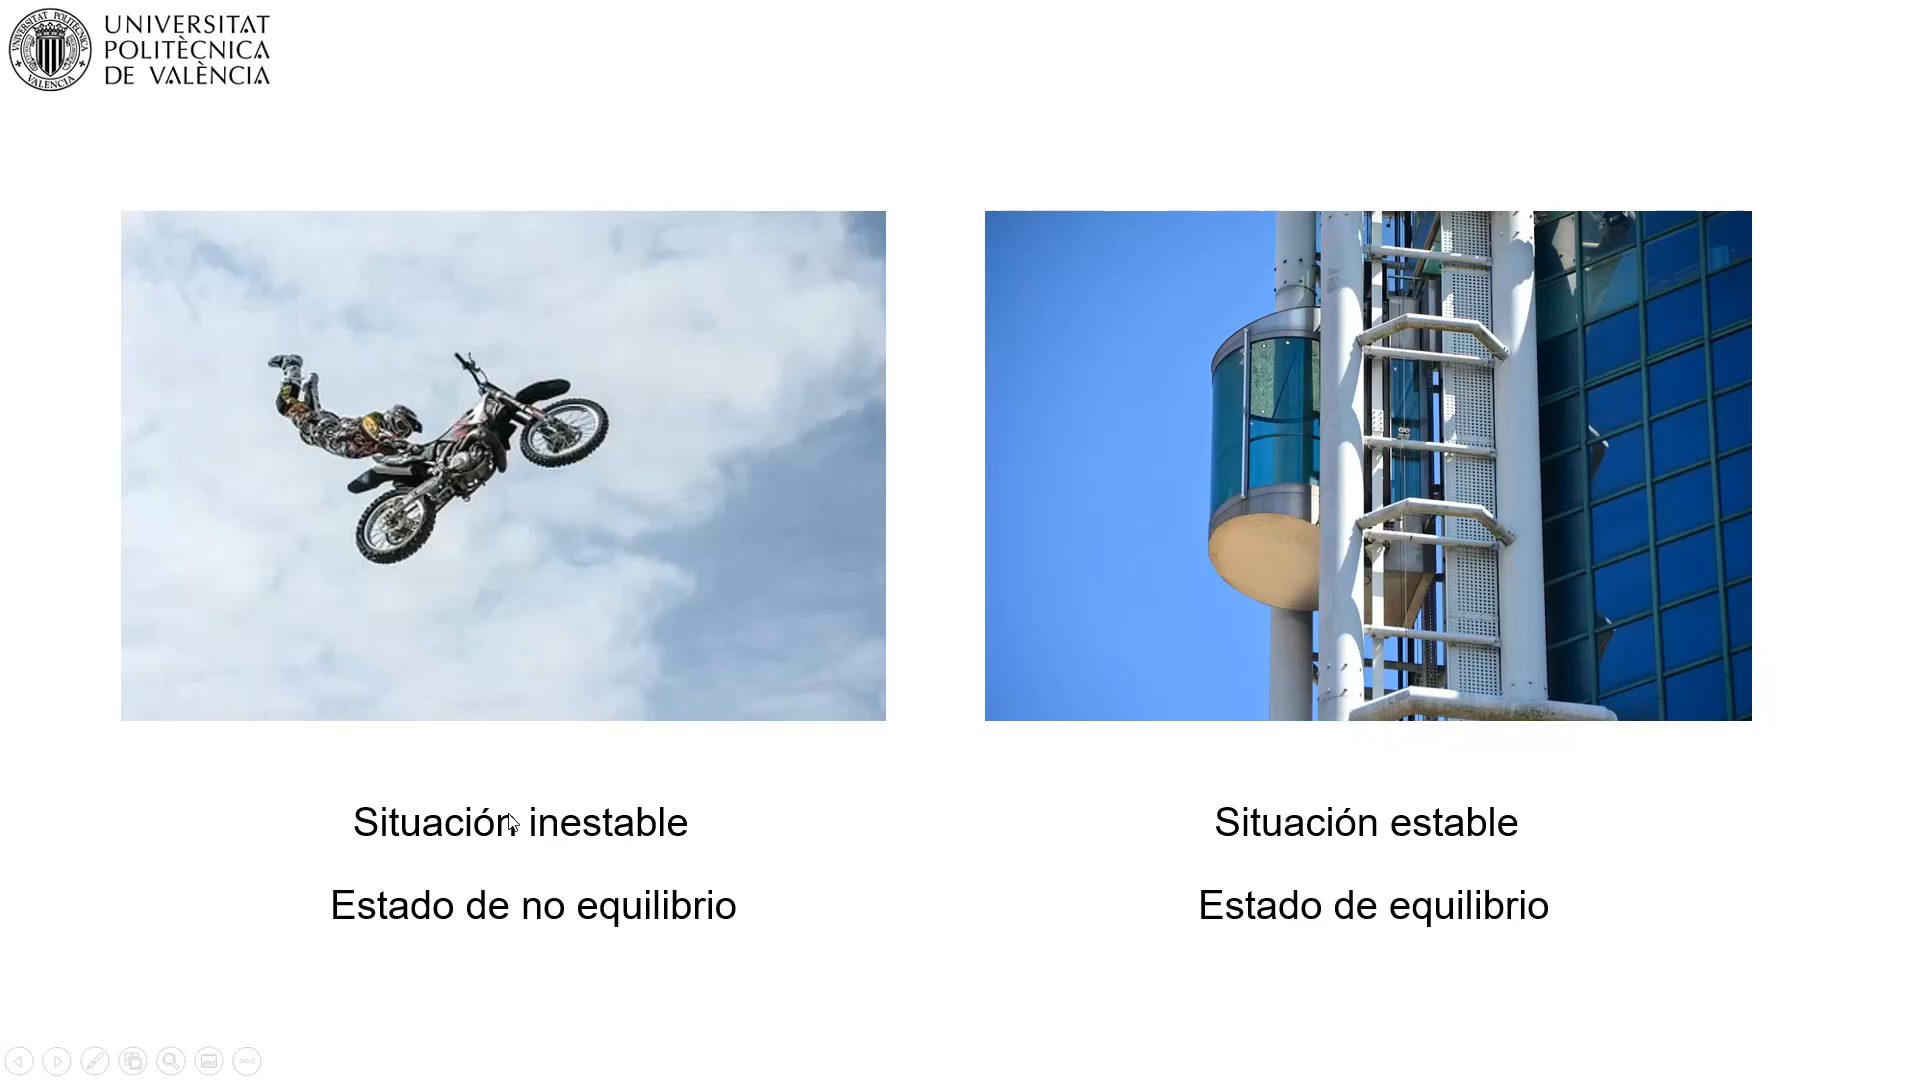 UNIVERSITAT
POLITÈCNICA
DE VALÈNCIA
Situación inestable
Situación estable
Estado de no equilibrio
Estado de equilibrio